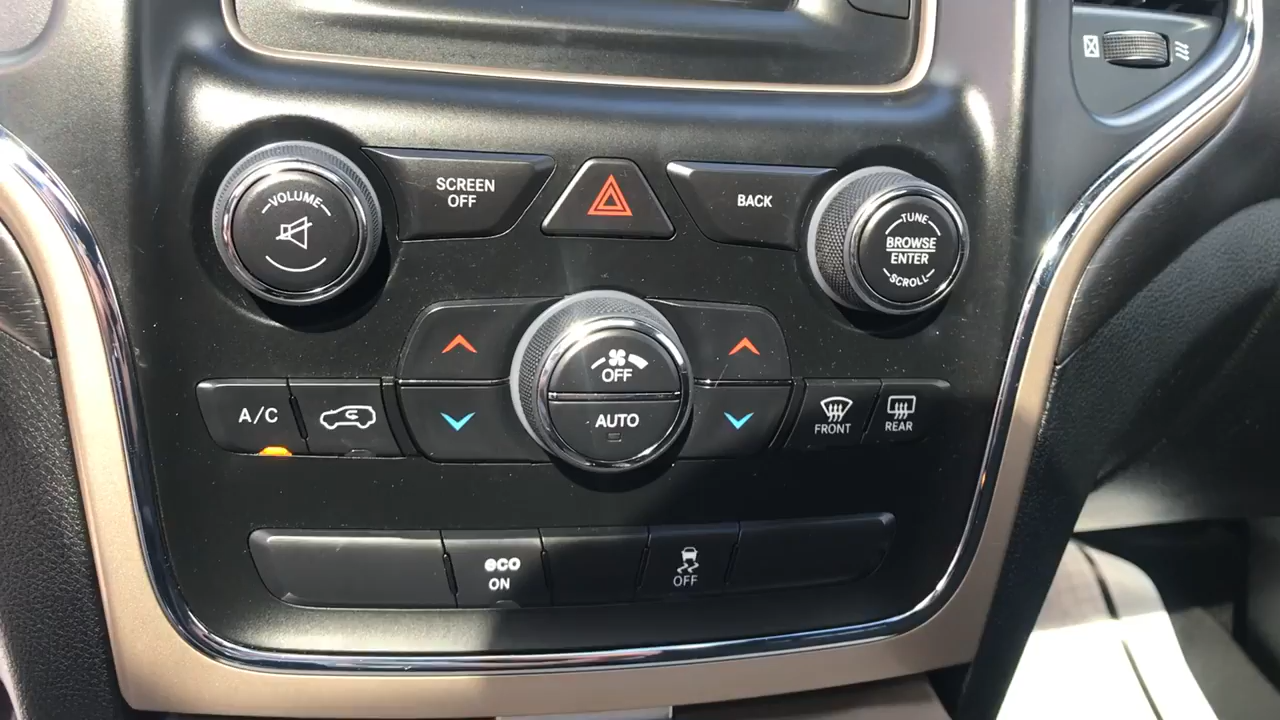 VOLUME
SCREEN
OFF
BACK
TUNE
BROWSE
ENTER
SCROLL
OFF
AUTO
A/C
FRONT
REAR
eco
ON
OFF